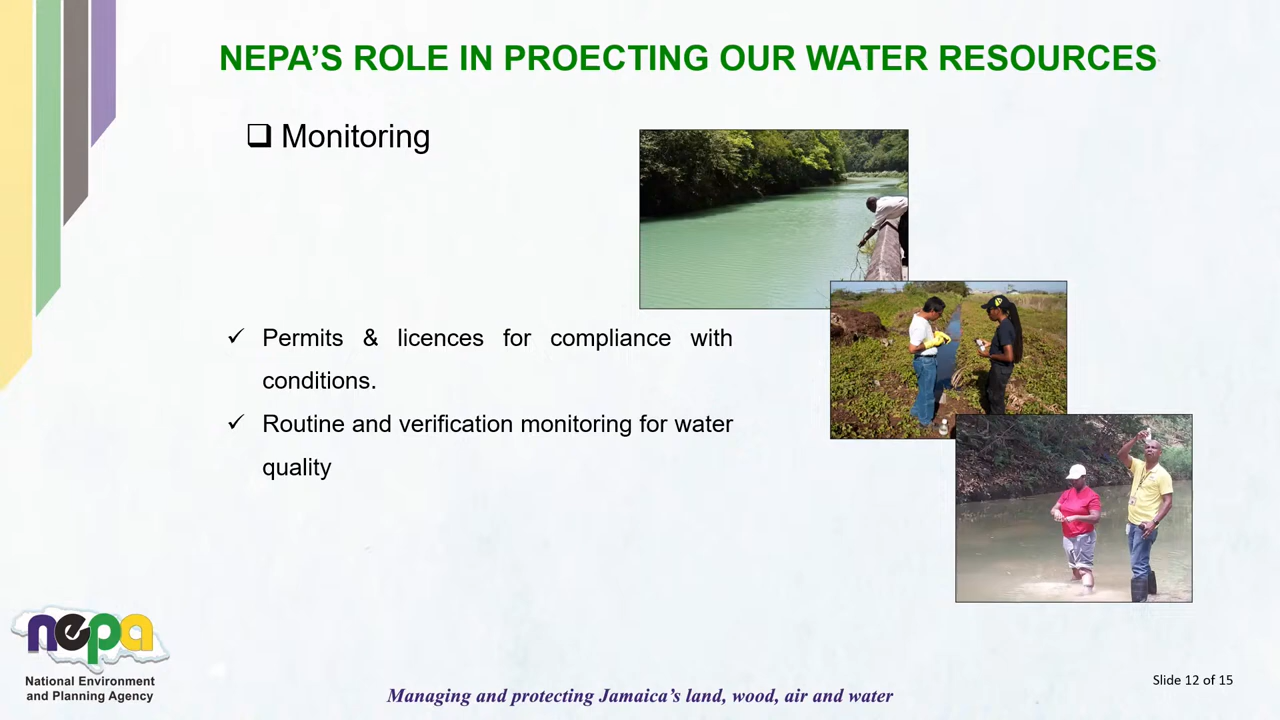 NEPA’S ROLE IN PROECTING OUR WATER RESOURCES
❑ Monitoring
✓ Permits & licences for compliance with
conditions.
✓ Routine and verification monitoring for water
quality
nepa
National Environment
and Planning Agency
Managing and protecting Jamaica’s land, wood, air and water
Slide 12 of 15